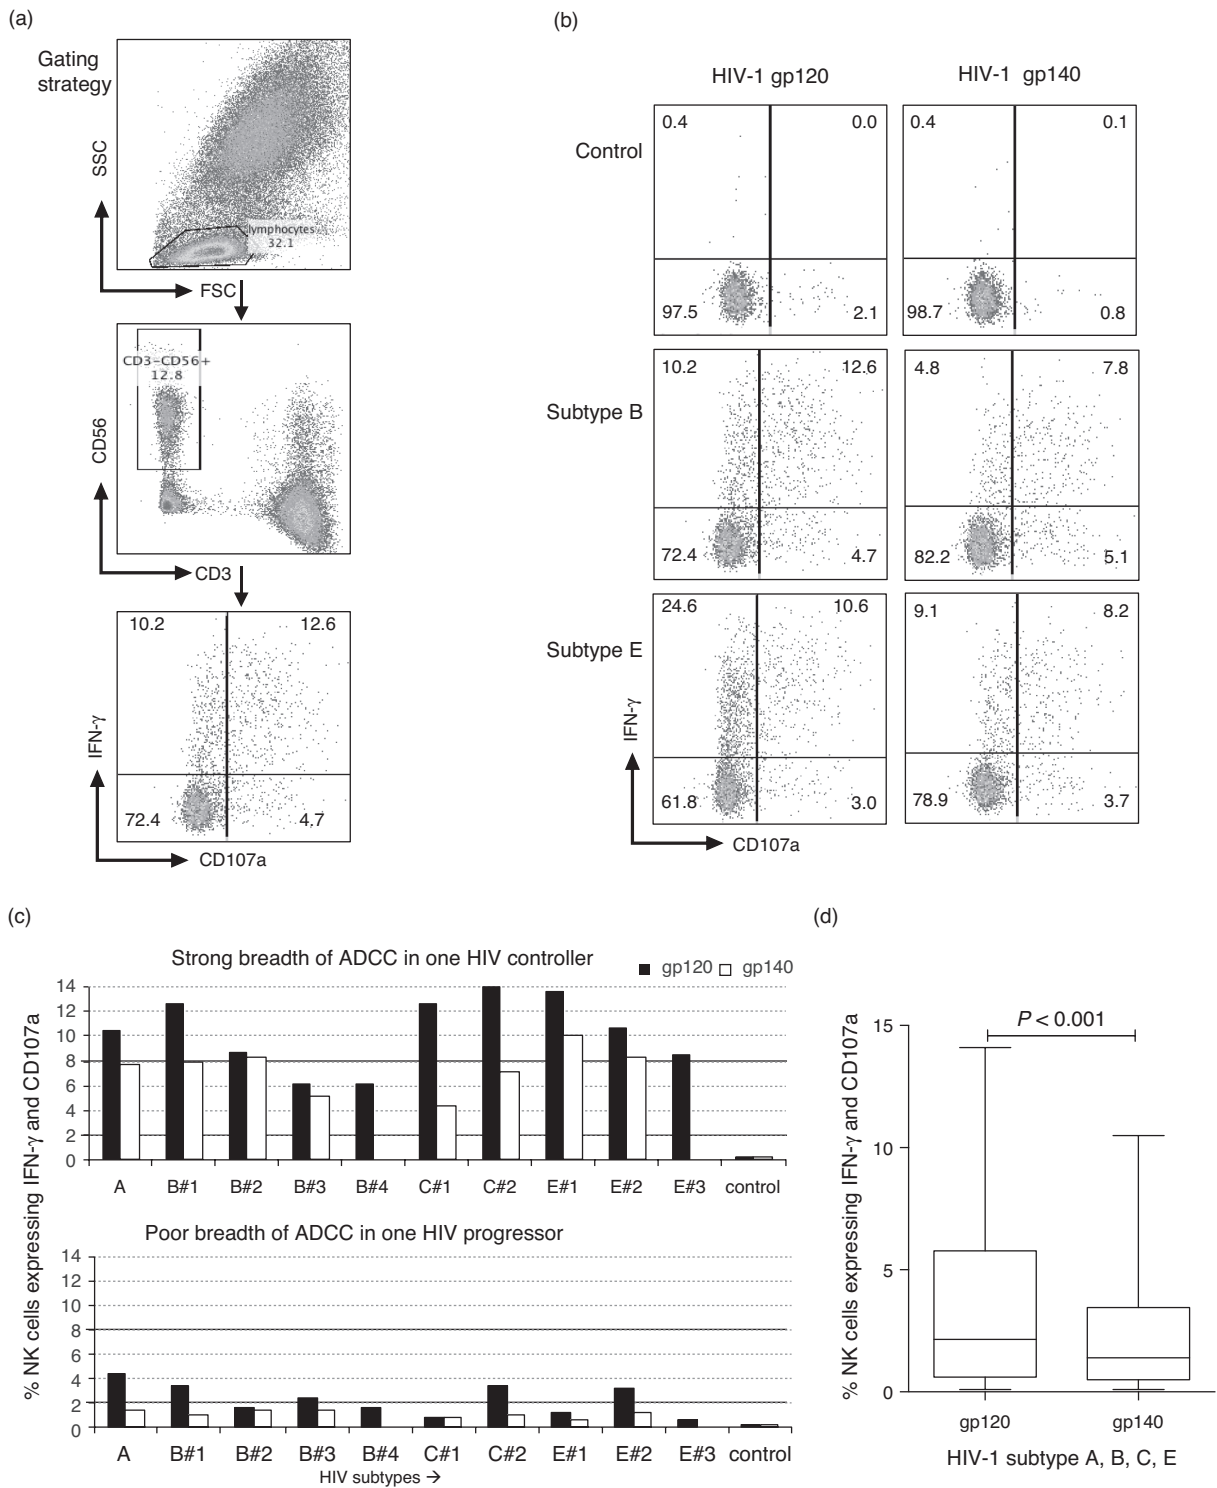 (a)
Gating
strategy
SSC
lymphocytes
32.1
FSC
CD3-CD56+
12.8
CD56
CD3
10.2 12.6
IFN-γ
72.4 4.7
CD107a
(b)
HIV-1 gp120 HIV-1 gp140
Control
0.4 0.0 0.4 0.1
97.5 2.1 98.7 0.8
Subtype B
10.2 12.6 4.8 7.8
72.4 4.7 82.2 5.1
Subtype E
24.6 10.6 9.1 8.2
IFN-γ
61.8 3.0 78.9 3.7
CD107a
(c)
Strong breadth of ADCC in one HIV controller
gp120 gp140
% NK cells expressing IFN-γ and CD107a
14
12
10
8
6
4
2
0
A B#1 B#2 B#3 B#4 C#1 C#2 E#1 E#2 E#3 control
Poor breadth of ADCC in one HIV progressor
14
12
10
8
6
4
2
0
A B#1 B#2 B#3 B#4 C#1 C#2 E#1 E#2 E#3 control
HIV subtypes →
(d)
% NK cells expressing IFN-γ and CD107a
P < 0.001
15
10
5
0
gp120 gp140
HIV-1 subtype A, B, C, E